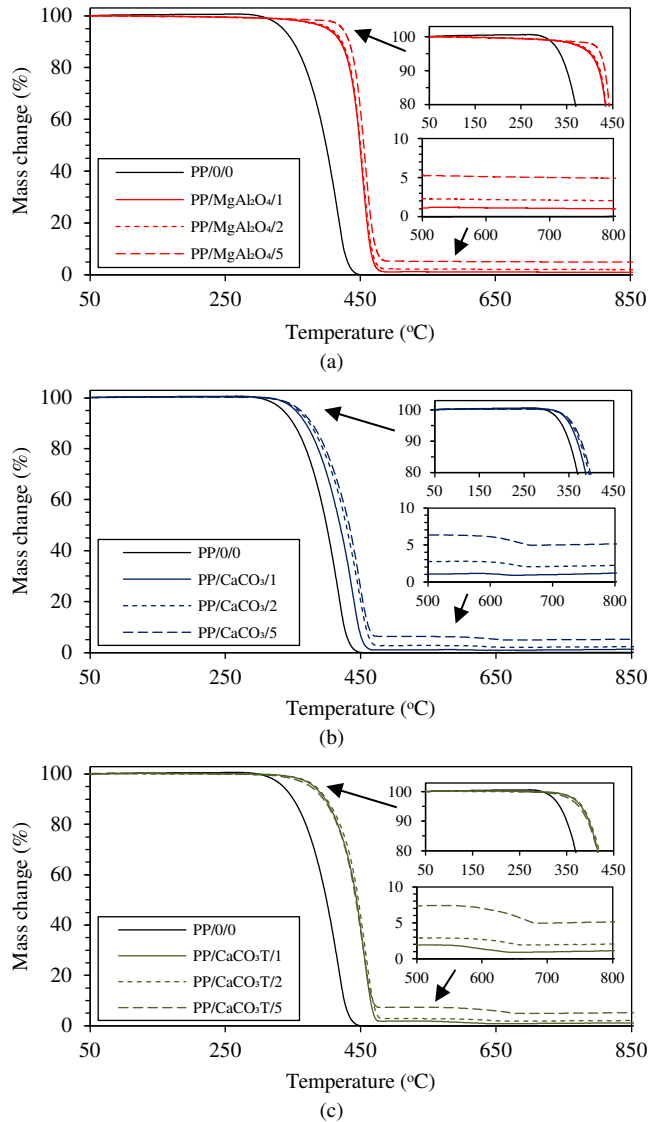 100
80
60
40
20
0
Mass change (%)
50
250
450
650
850
Temperature (ºC)
PP/0/0
PP/MgAl₂O₄/1
PP/MgAl₂O₄/2
PP/MgAl₂O₄/5
100
95
90
85
80
50 150 250 350 450
10
5
0
500 600 700 800
(a)
100
80
60
40
20
0
Mass change (%)
50
250
450
650
850
Temperature (ºC)
PP/0/0
PP/CaCO₃/1
PP/CaCO₃/2
PP/CaCO₃/5
100
95
90
85
80
50 150 250 350 450
10
5
0
500 600 700 800
(b)
100
80
60
40
20
0
Mass change (%)
50
250
450
650
850
Temperature (ºC)
PP/0/0
PP/CaCO₃T/1
PP/CaCO₃T/2
PP/CaCO₃T/5
100
95
90
85
80
50 150 250 350 450
10
5
0
500 600 700 800
(c)